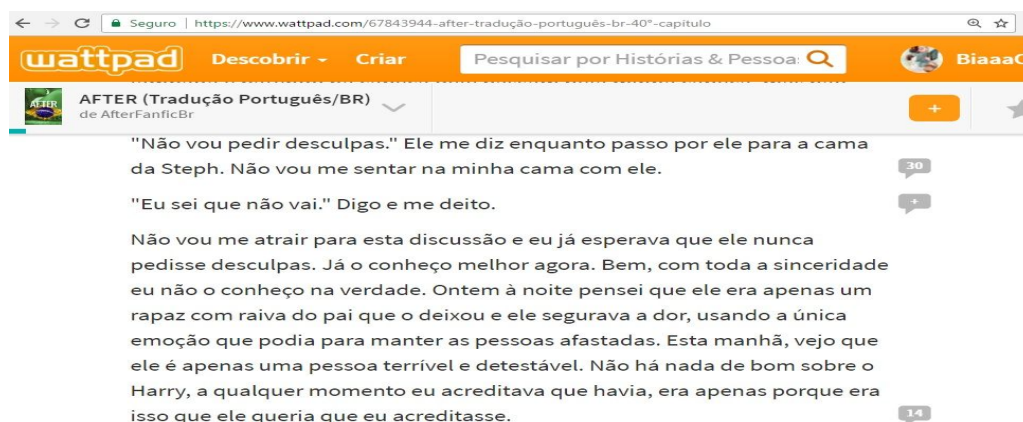 Seguro | https://www.wattpad.com/67843944-after-tradução-português-br-40°-capítulo
wattpad Descobrir Criar Pesquisar por Histórias & Pessoa BiaaaC
AFTER AFTER (Tradução Português/BR)
de AfterFanficBr
+
"Não vou pedir desculpas." Ele me diz enquanto passo por ele para a cama
da Steph. Não vou me sentar na minha cama com ele.
30
"Eu sei que não vai." Digo e me deito.
+
Não vou me atrair para esta discussão e eu já esperava que ele nunca
pedisse desculpas. Já o conheço melhor agora. Bem, com toda a sinceridade
eu não o conheço na verdade. Ontem à noite pensei que ele era apenas um
rapaz com raiva do pai que o deixou e ele segurava a dor, usando a única
emoção que podia para manter as pessoas afastadas. Esta manhã, vejo que
ele é apenas uma pessoa terrível e detestável. Não há nada de bom sobre o
Harry, a qualquer momento eu acreditava que havia, era apenas porque era
isso que ele queria que eu acreditasse.
14